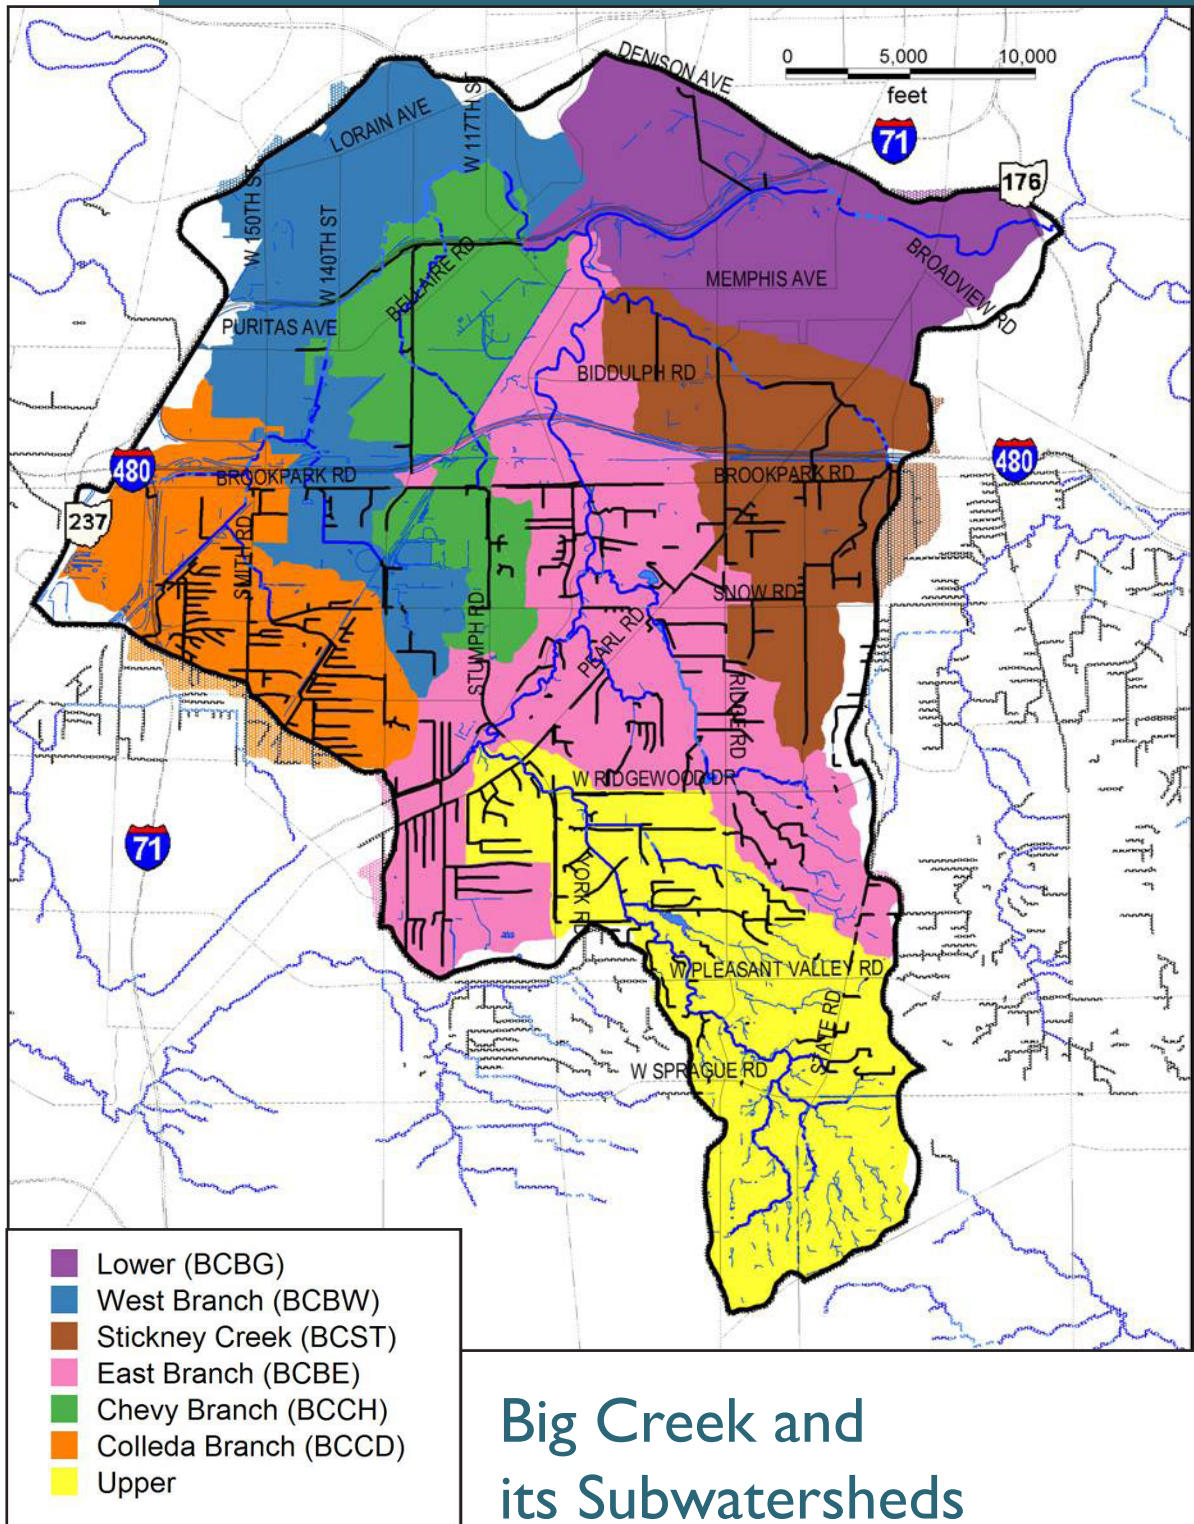 DENISON AVE
0 5,000 10,000
feet
71
LORAIN AVE
W 117TH ST
176
W 150TH ST
W 140TH ST
BELLAIRE RD
MEMPHIS AVE
BROADVIEW RD
PURITAS AVE
BIDDULPH RD
480
BROOKPARK RD
BROOKPARK RD
480
237
SMITH RD
SNOW RD
STUMPH RD
PEARL RD
RIDGE RD
W RIDGEWOOD DR
71
YORK RD
W PLEASANT VALLEY RD
STATE RD
W SPRAGUE RD
Lower (BCBG)
West Branch (BCBW)
Stickney Creek (BCST)
East Branch (BCBE)
Chevy Branch (BCCH)
Colleda Branch (BCCD)
Upper
Big Creek and
its Subwatersheds